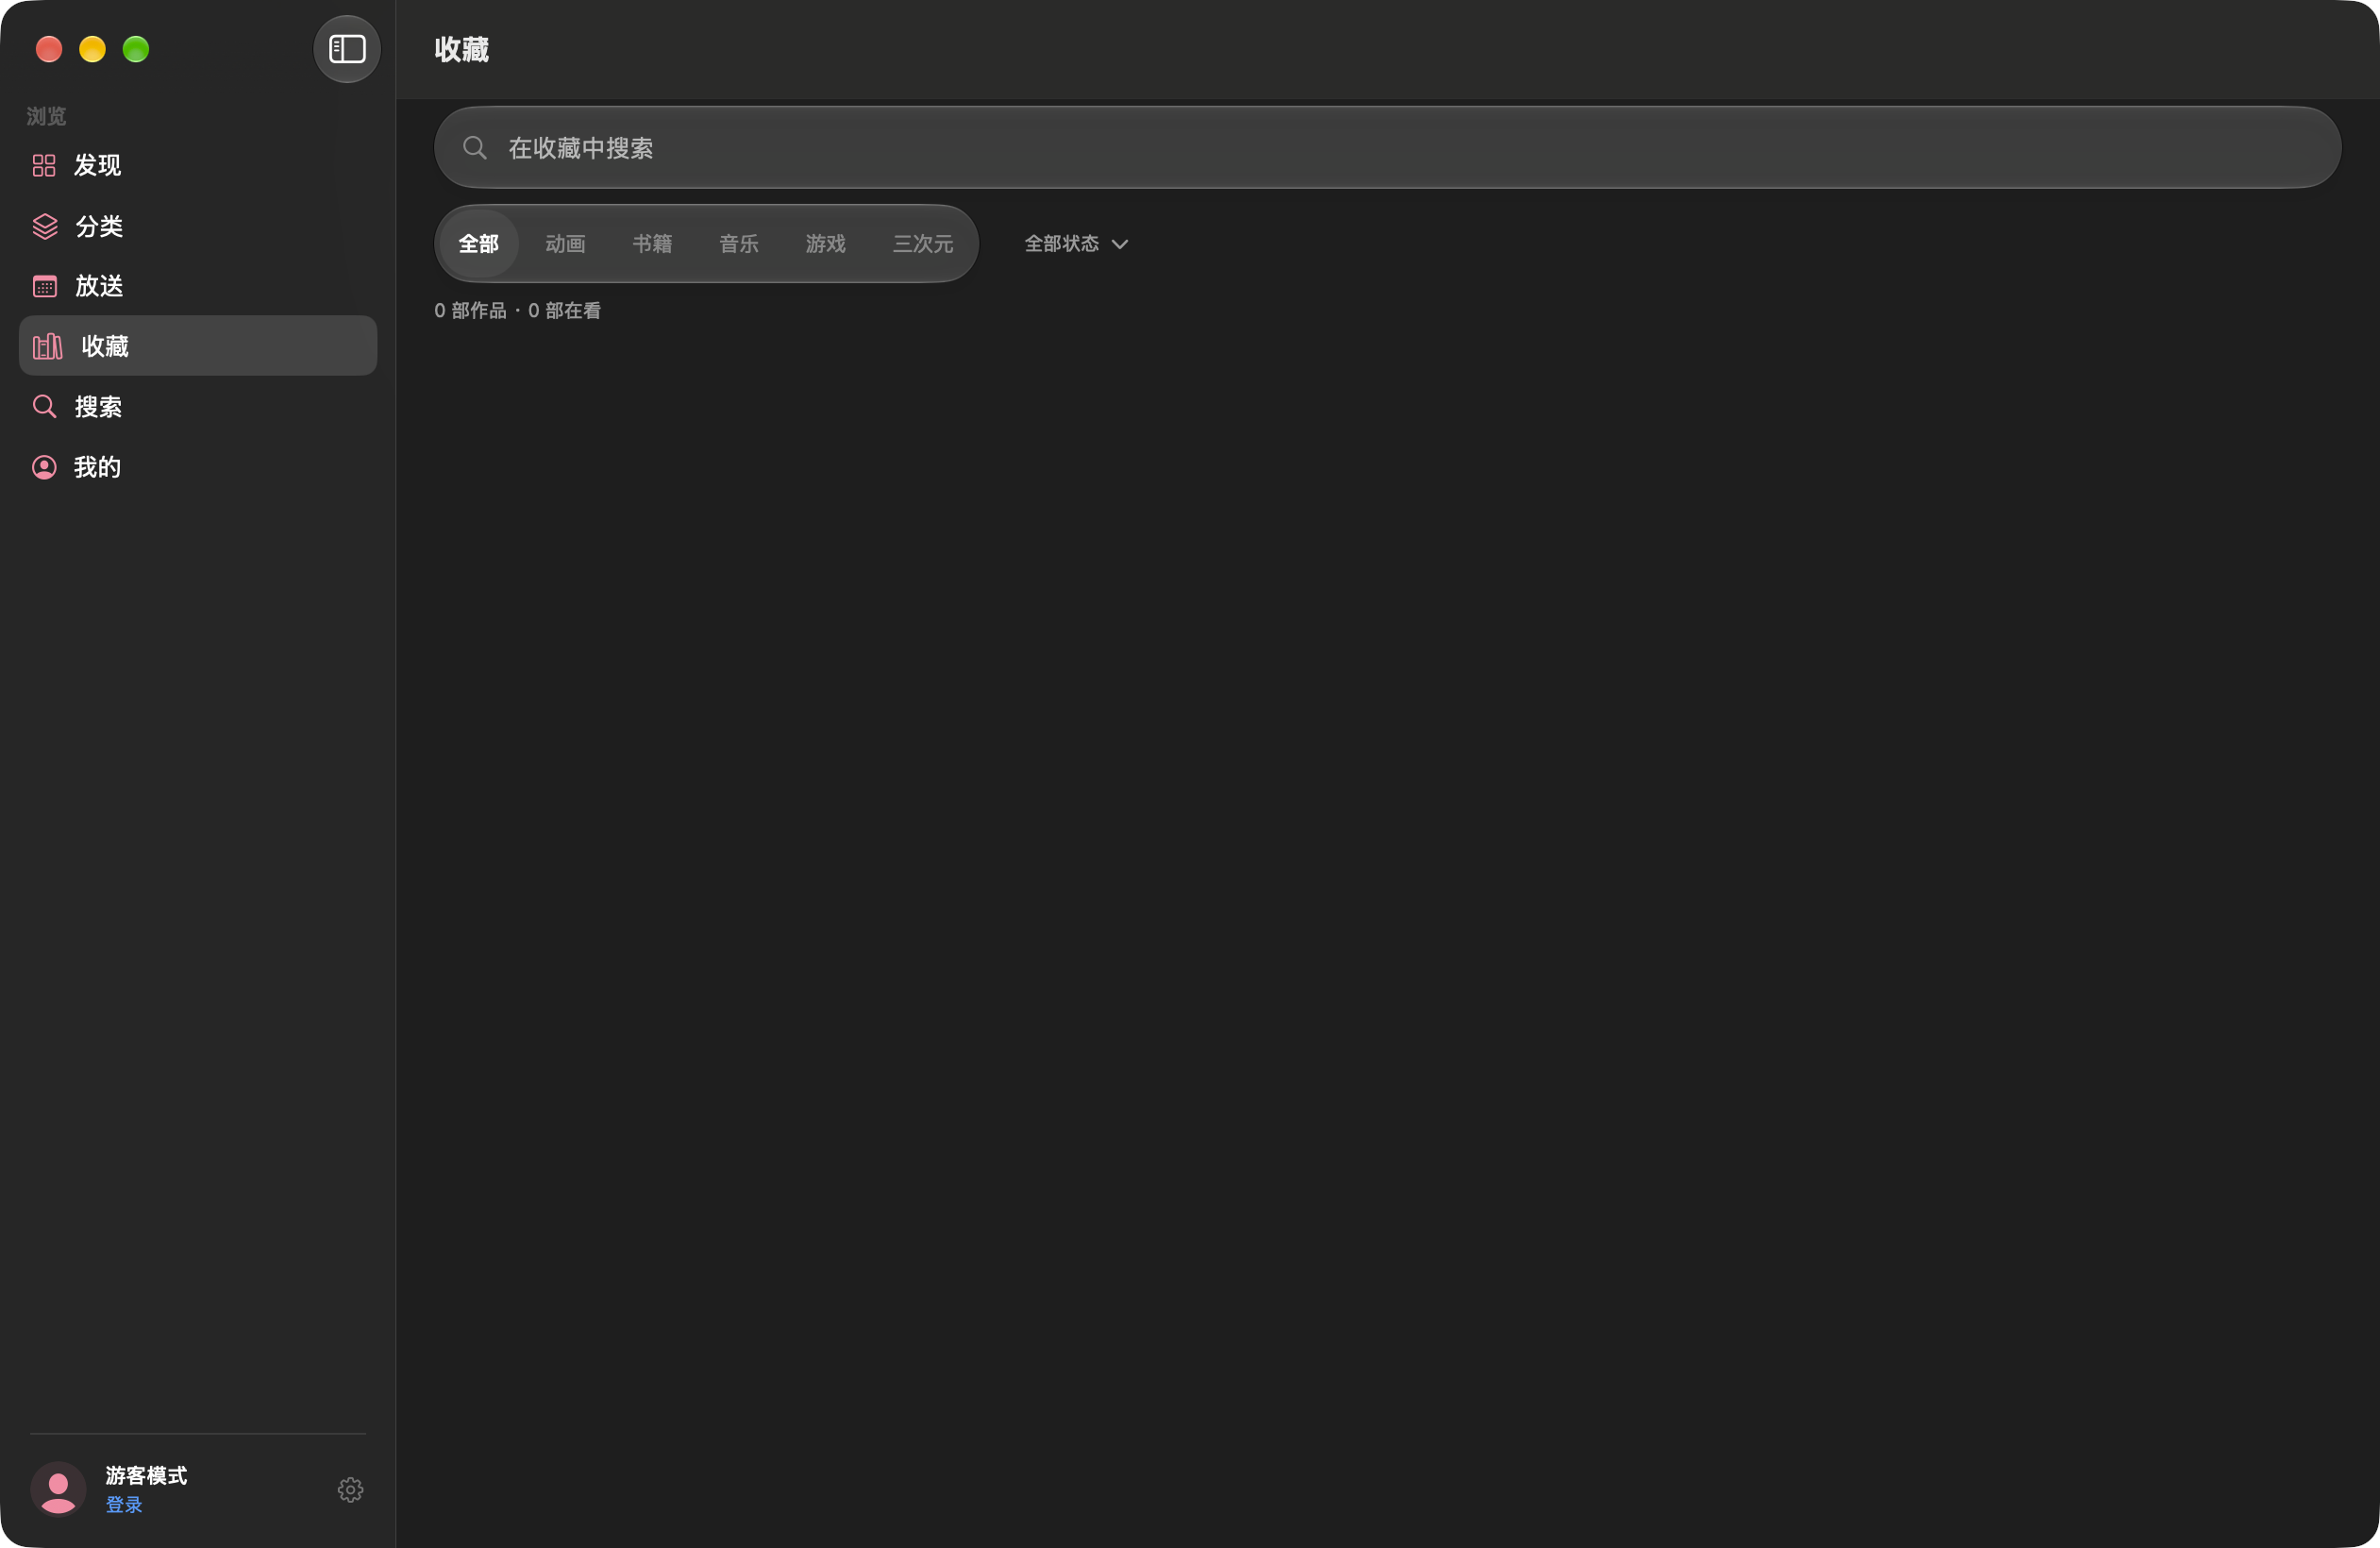 浏览
发现
分类
放送
收藏
搜索
我的
游客模式
登录
收藏
在收藏中搜索
全部 动画 书籍 音乐 游戏 三次元 全部状态
0 部作品 · 0 部在看